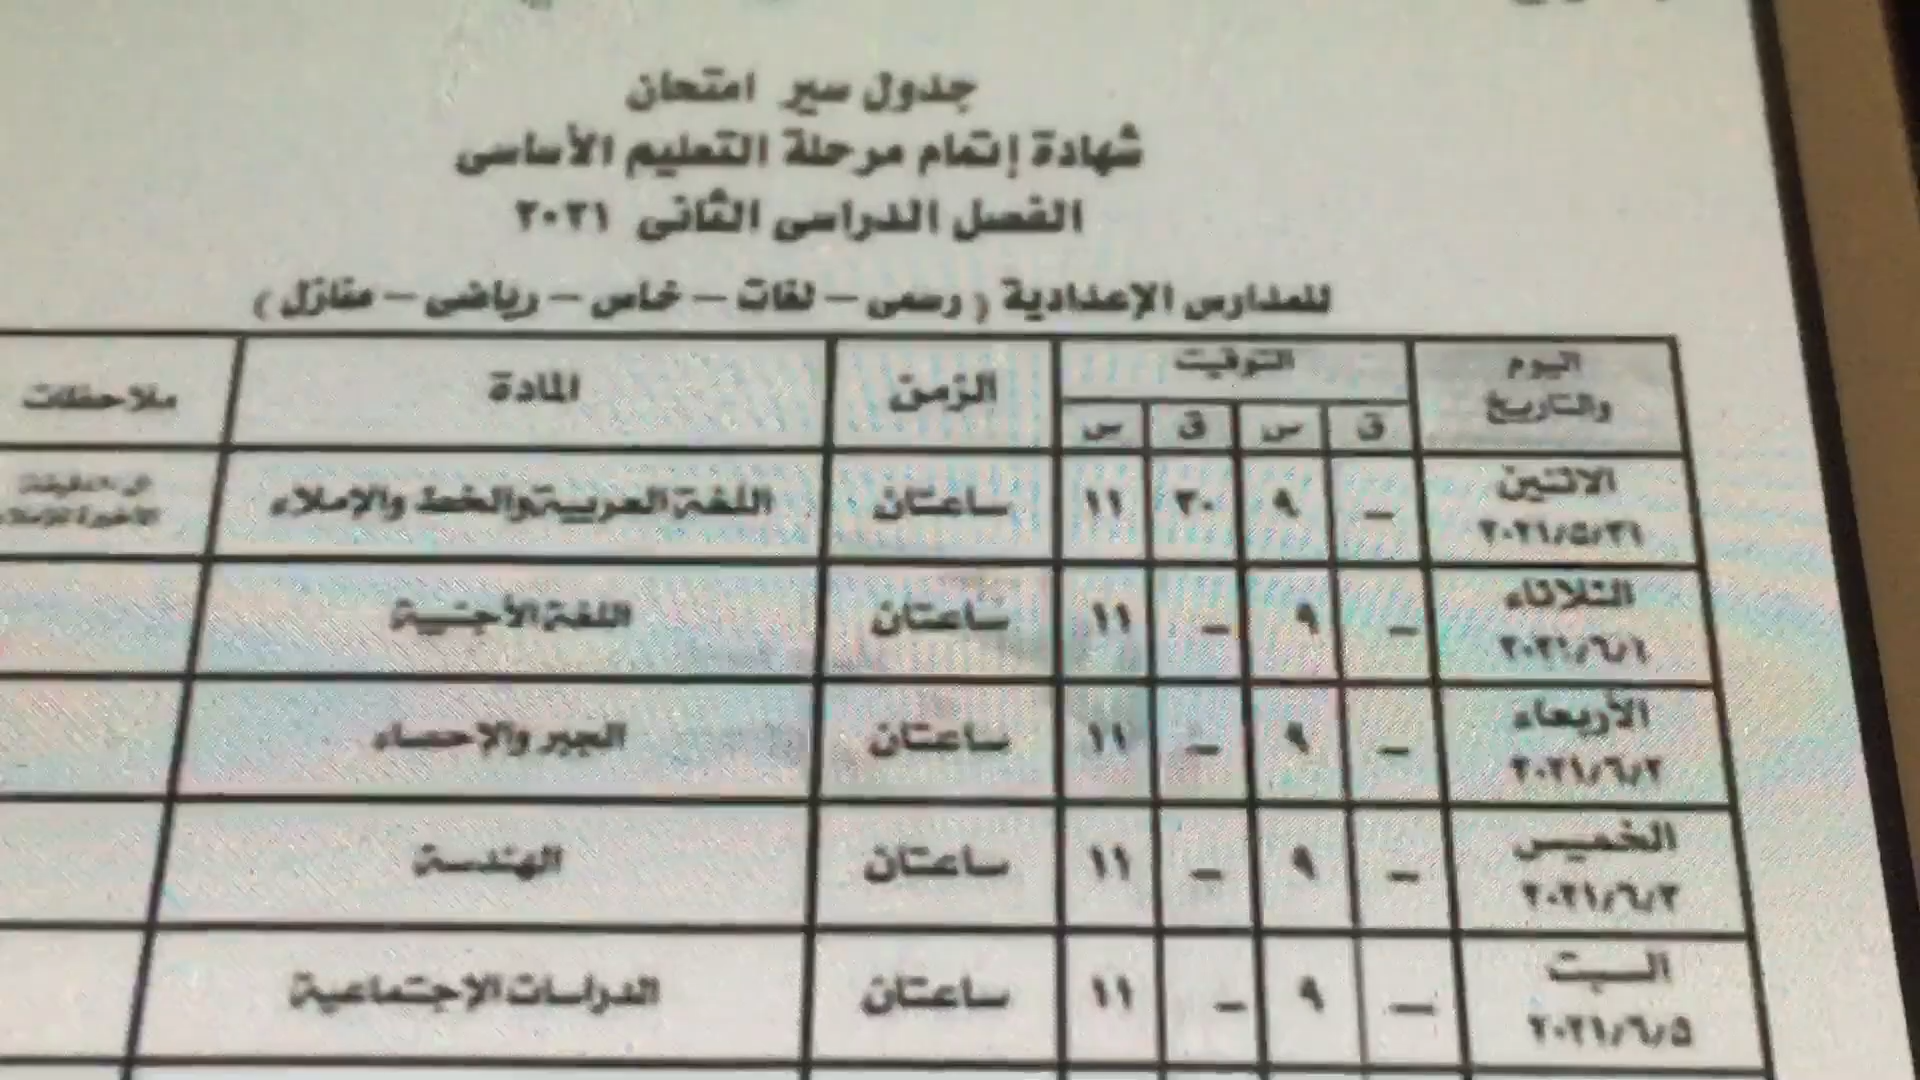 جدول سير امتحان
شهادة إتمام مرحلة التعليم الأساسى
الفصل الدراسى الثانى ٢٠٢١
للمدارس الإعدادية ( رسمى – لغات – خاص – رياضى – منازل )
اليوم والتاريخ التوقيت الزمن المادة ملاحظات
ق س ق س
الاثنين – ٩ ٣٠ ١١ ساعتان اللغة العربية والخط والإملاء
٢٠٢١/٥/٣١
الأخيرة للإملاء
الثلاثاء – ٩ – ١١ ساعتان اللغة الأجنبية
٢٠٢١/٦/١
الأربعاء – ٩ – ١١ ساعتان الجبر والإحصاء
٢٠٢١/٦/٢
الخميس – ٩ – ١١ ساعتان الهندسة
٢٠٢١/٦/٣
السبت – ٩ – ١١ ساعتان الدراسات الإجتماعية
٢٠٢١/٦/٥